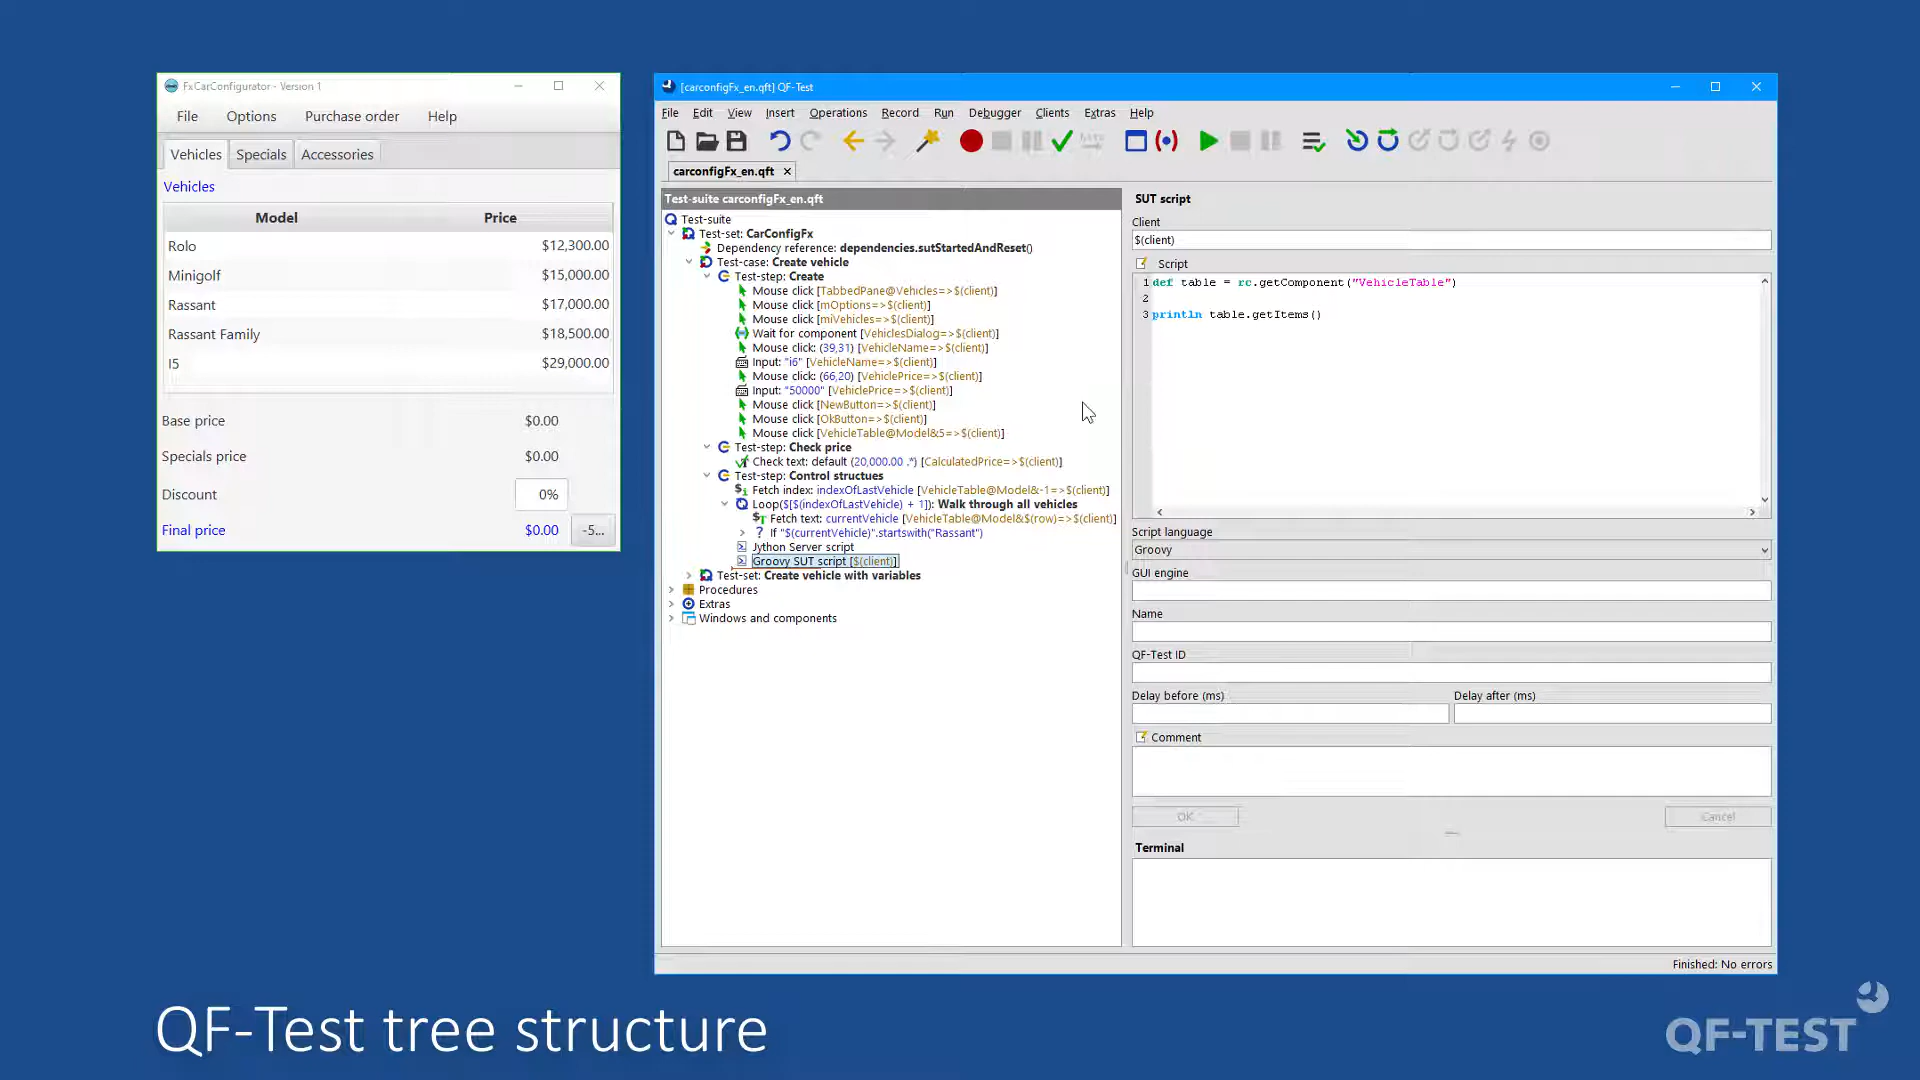 FxCarConfigurator - Version 1
File Options Purchase order Help
Vehicles Specials Accessories
Vehicles
Model Price
Rolo $12,300.00
Minigolf $15,000.00
Rassant $17,000.00
Rassant Family $18,500.00
I5 $29,000.00
Base price $0.00
Specials price $0.00
Discount 0%
Final price $0.00 -5...
[carconfigFx_en.qft] QF-Test
File Edit View Insert Operations Record Run Debugger Clients Extras Help
carconfigFx_en.qft
Test-suite carconfigFx_en.qft
Test-suite
Test-set: CarConfigFx
Dependency reference: dependencies.sutStartedAndReset()
Test-case: Create vehicle
Test-step: Create
Mouse click [TabbedPane@Vehicles=>$(client)]
Mouse click [mOptions=>$(client)]
Mouse click [miVehicles=>$(client)]
Wait for component [VehiclesDialog=>$(client)]
Mouse click: (39,31) [VehicleName=>$(client)]
Input: "i6" [VehicleName=>$(client)]
Mouse click: (66,20) [VehiclePrice=>$(client)]
Input: "50000" [VehiclePrice=>$(client)]
Mouse click [NewButton=>$(client)]
Mouse click [OkButton=>$(client)]
Mouse click [VehicleTable@Model&5=>$(client)]
Test-step: Check price
Check text: default (20,000.00 .*) [CalculatedPrice=>$(client)]
Test-step: Control structues
Fetch index: indexOfLastVehicle [VehicleTable@Model&-1=>$(client)]
Loop($[$(indexOfLastVehicle) + 1]): Walk through all vehicles
Fetch text: currentVehicle [VehicleTable@Model&$(row)=>$(client)]
If "$(currentVehicle)".startswith("Rassant")
Jython Server script
Groovy SUT script [$(client)]
Test-set: Create vehicle with variables
Procedures
Extras
Windows and components
SUT script
Client
$(client)
Script
1 def table = rc.getComponent("VehicleTable")
2
3 println table.getItems()
Script language
Groovy
GUI engine
Name
QF-Test ID
Delay before (ms) Delay after (ms)
Comment
OK Cancel
Terminal
Finished: No errors
QF-Test tree structure
QF-TEST